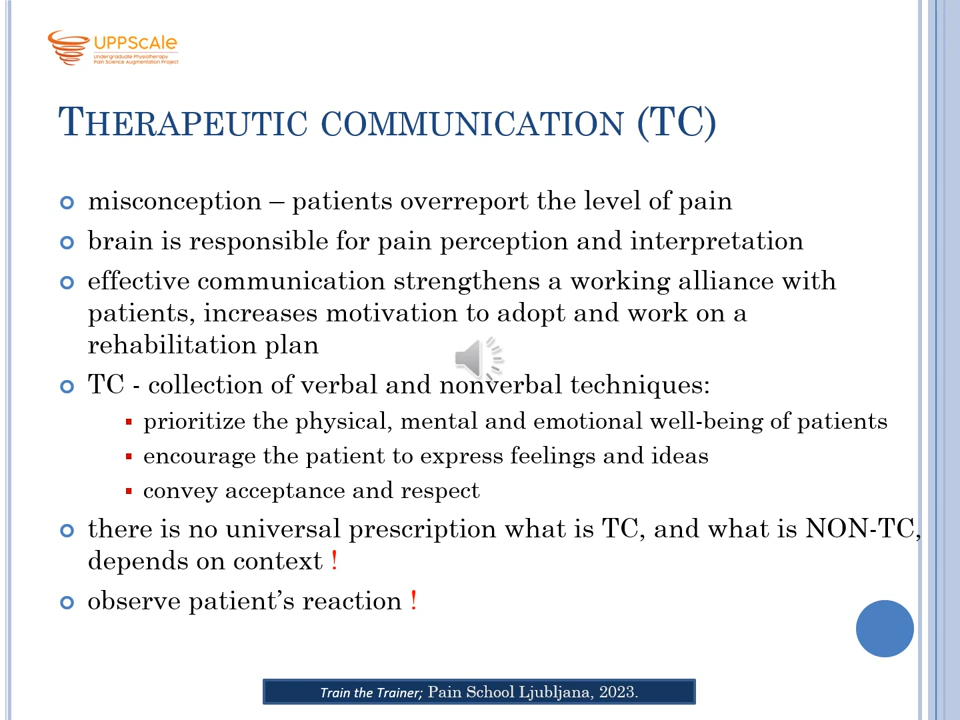 UPPScale
Undergraduate Physiotherapy
Pain Science Augmentation Project
THERAPEUTIC COMMUNICATION (TC)
misconception – patients overreport the level of pain
brain is responsible for pain perception and interpretation
effective communication strengthens a working alliance with
patients, increases motivation to adopt and work on a
rehabilitation plan
TC - collection of verbal and nonverbal techniques:
prioritize the physical, mental and emotional well-being of patients
encourage the patient to express feelings and ideas
convey acceptance and respect
there is no universal prescription what is TC, and what is NON-TC,
depends on context !
observe patient’s reaction !
Train the Trainer; Pain School Ljubljana, 2023.